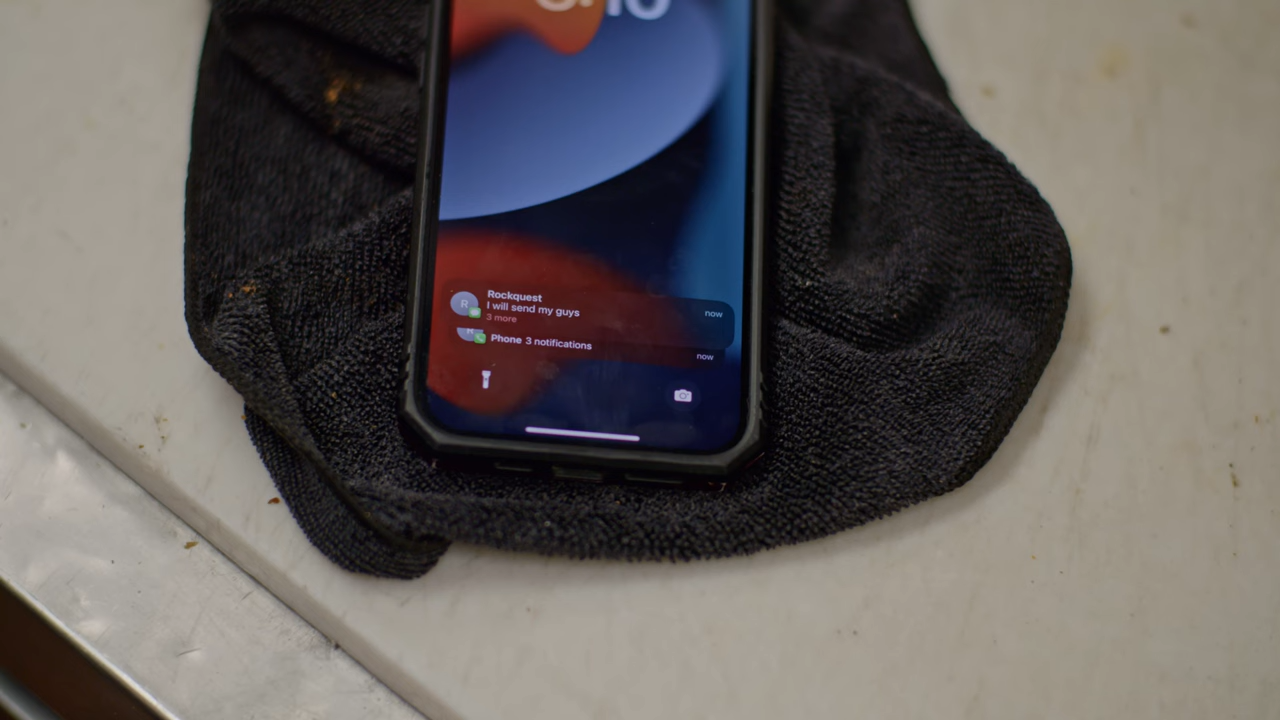 Rockquest
I will send my guys
now
3 more
Phone 3 notifications
now
R